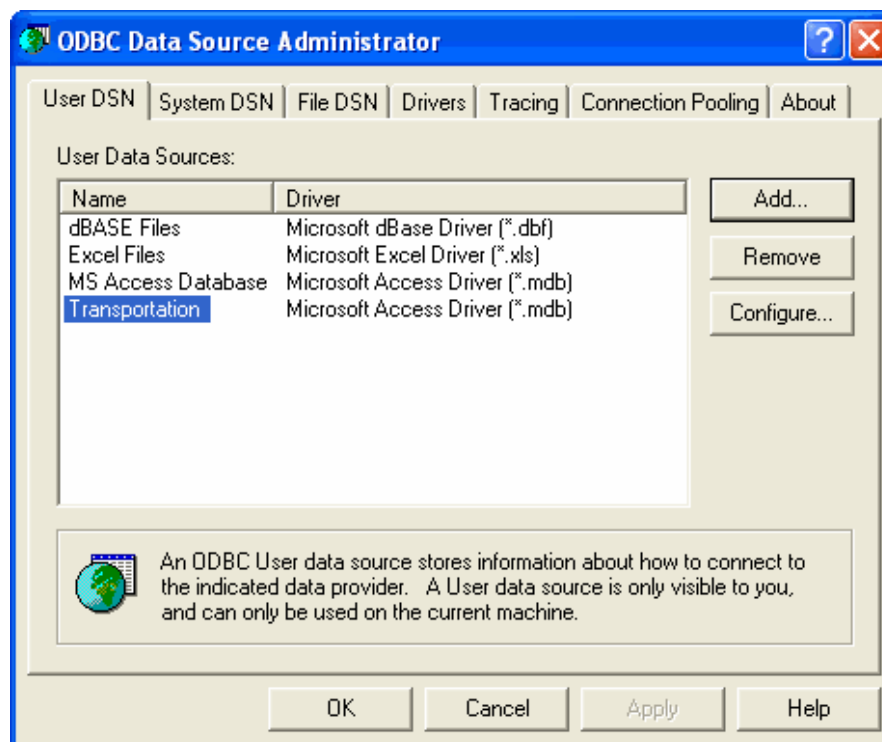 ODBC Data Source Administrator
User DSN System DSN File DSN Drivers Tracing Connection Pooling About
User Data Sources:
Name Driver
dBASE Files Microsoft dBase Driver (*.dbf)
Excel Files Microsoft Excel Driver (*.xls)
MS Access Database Microsoft Access Driver (*.mdb)
Transportation Microsoft Access Driver (*.mdb)
Add...
Remove
Configure...
An ODBC User data source stores information about how to connect to
the indicated data provider. A User data source is only visible to you,
and can only be used on the current machine.
OK Cancel Apply Help